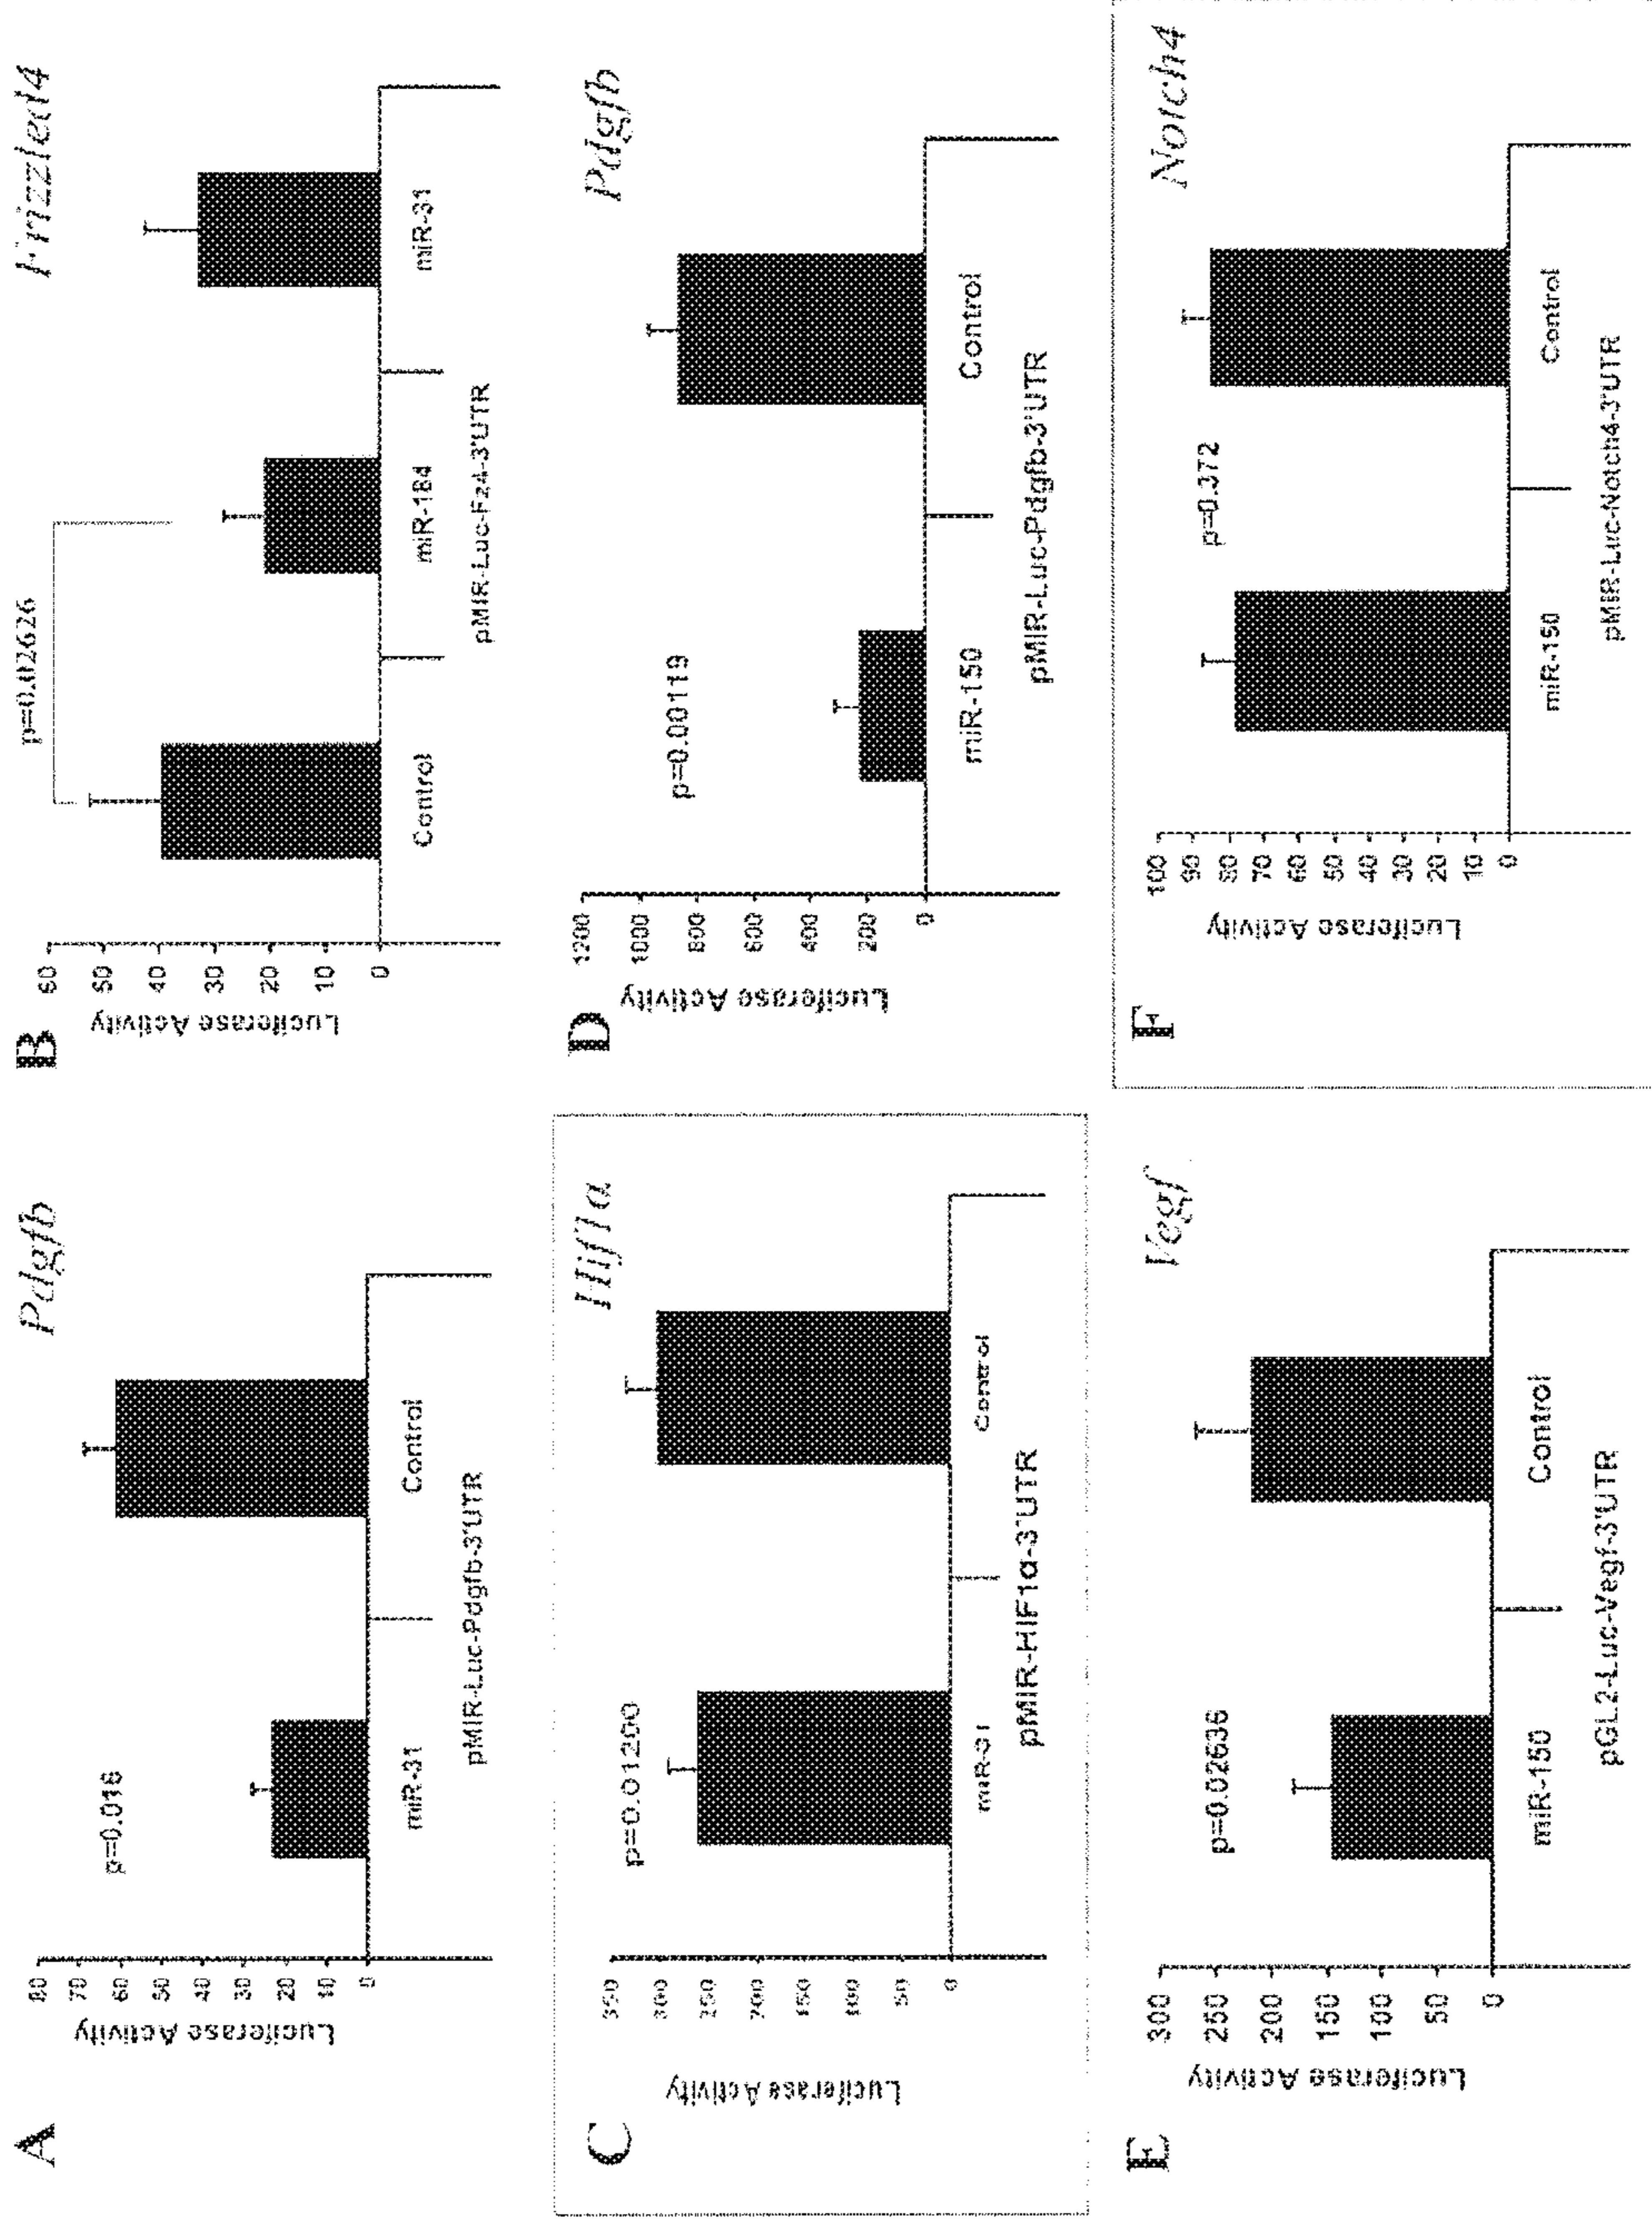 A
Pdgfb
p=0.016
Luciferase Activity
80
70
60
50
40
30
20
10
0
miR-31
Control
pMIR-Luc-Pdgfb-3'UTR
B
Frizzled4
p=0.02626
Luciferase Activity
60
50
40
30
20
10
0
Control
miR-184
miR-31
pMIR-Luc-Fz4-3'UTR
C
Hif1a
p=0.01200
Luciferase Activity
350
300
250
200
150
100
50
0
miR-31
Control
pMIR-HIF1α-3'UTR
D
Pdgfb
p=0.00119
Luciferase Activity
1200
1000
800
600
400
200
0
miR-150
Control
pMIR-Luc-Pdgfb-3'UTR
E
Vegf
p=0.02636
Luciferase Activity
300
250
200
150
100
50
0
miR-150
Control
pGL2-Luc-Vegf-3'UTR
F
Notch4
p=0.372
Luciferase Activity
100
90
80
70
60
50
40
30
20
10
0
miR-150
Control
pMIR-Luc-Notch4-3'UTR